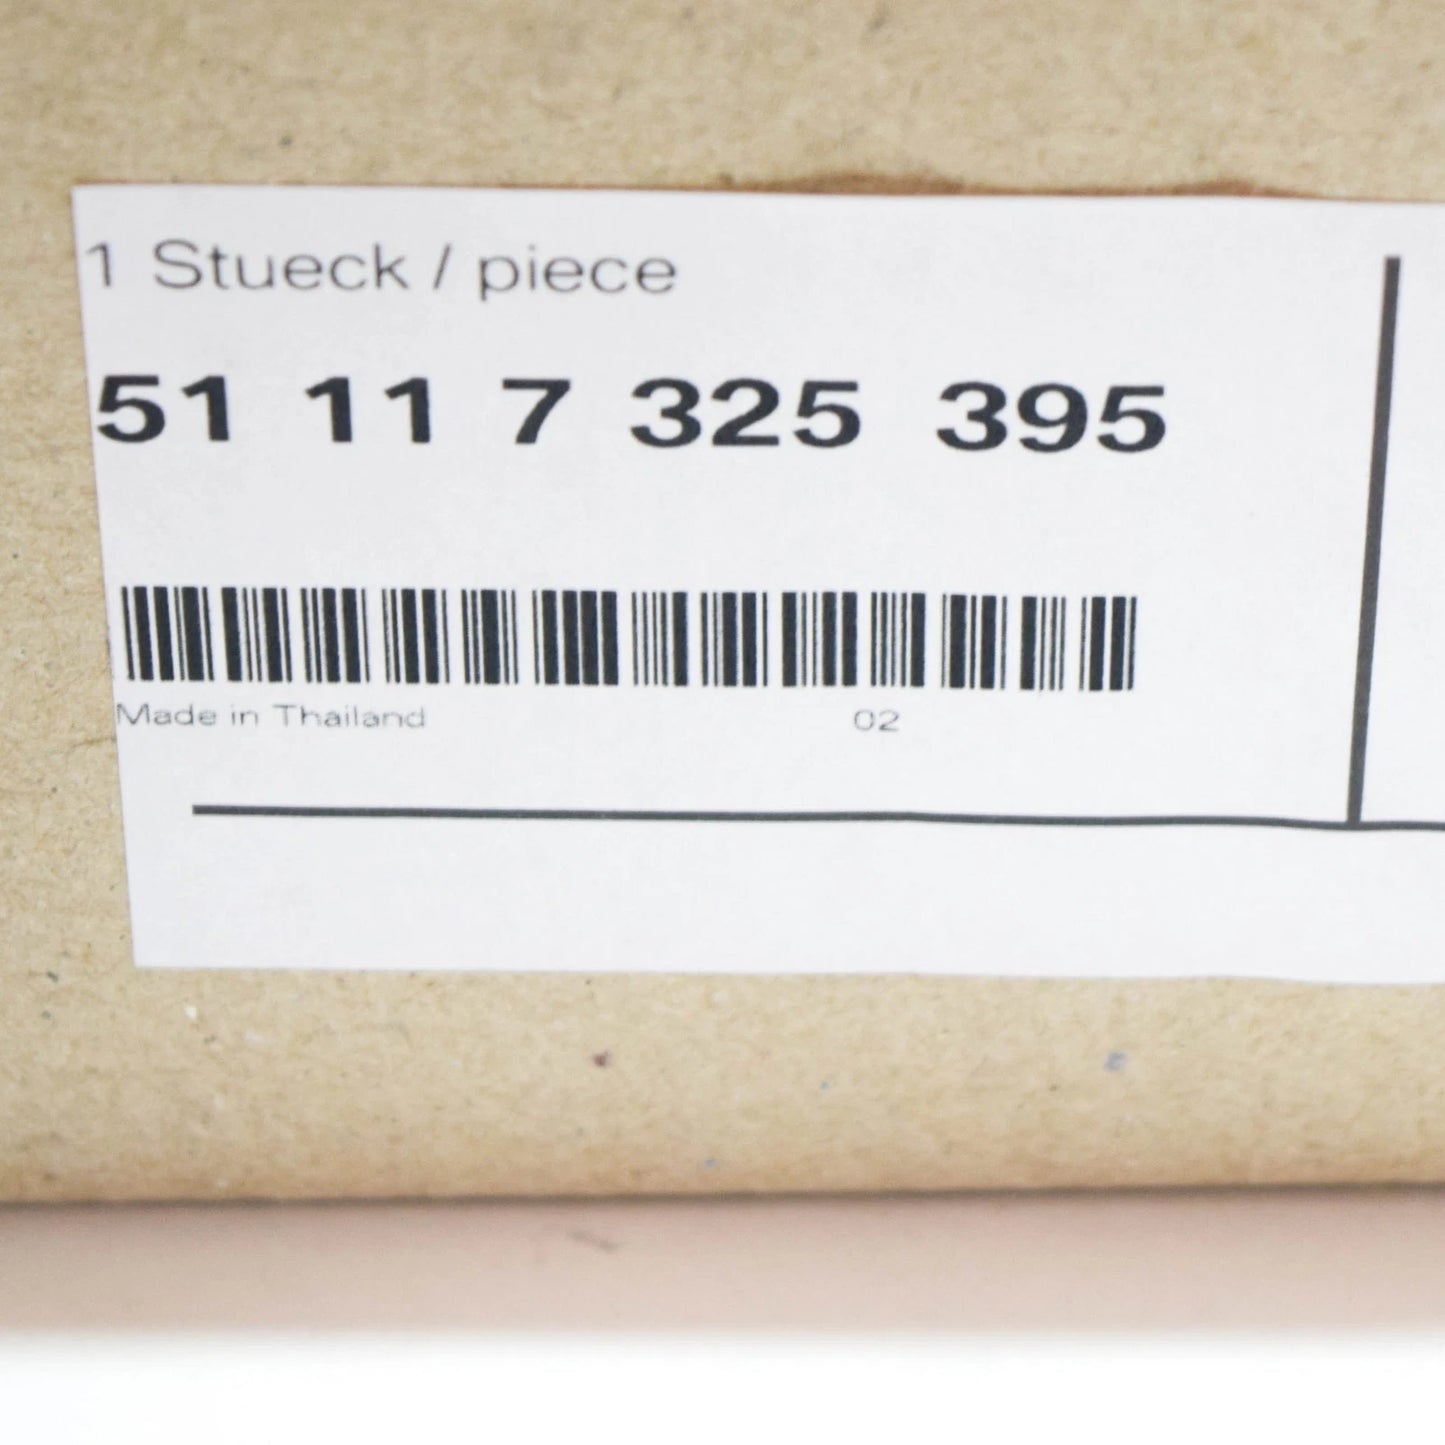 1 Stueck / piece
51 11 7 325 395
Made in Thailand 02